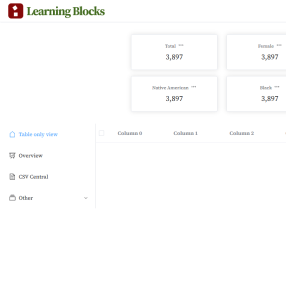 Learning Blocks
Total ***
3,897
Female ***
3,897
Native American ***
3,897
Black ***
3,897
Table only view
Column 0 Column 1 Column 2
Overview
CSV Central
Other